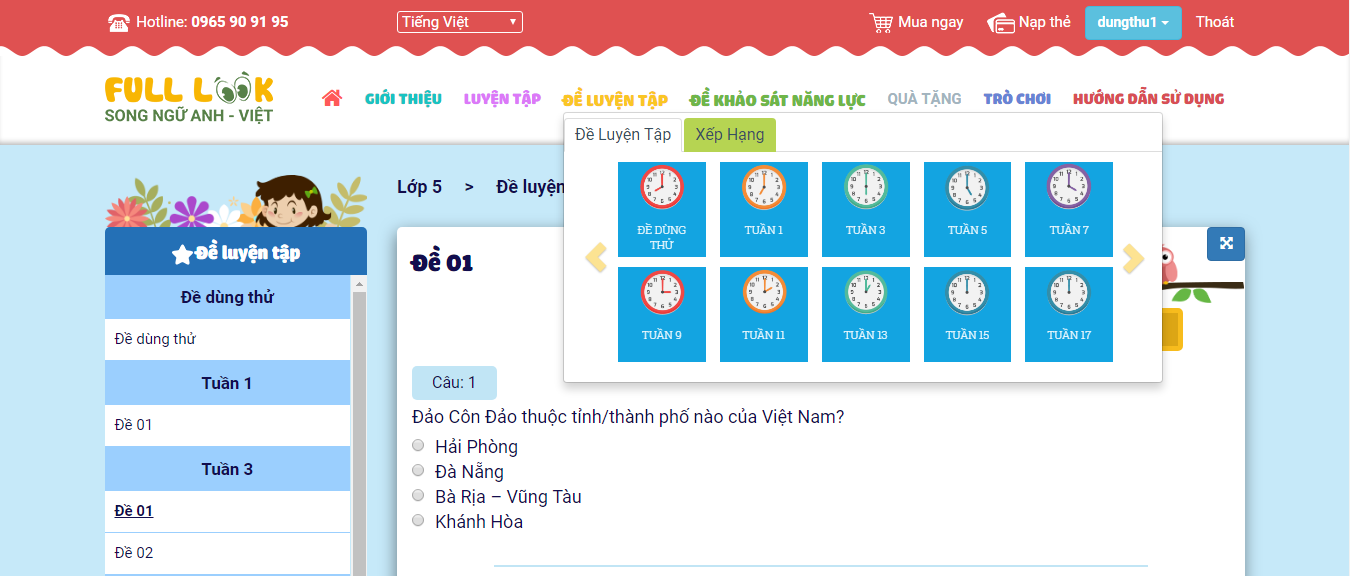 Hotline: 0965 90 91 95
Tiếng Việt
Mua ngay
Nạp thẻ
dungthu1
Thoát
FULL LOOK
SONG NGỮ ANH - VIỆT
GIỚI THIỆU
LUYỆN TẬP
ĐỀ LUYỆN TẬP
ĐỀ KHẢO SÁT NĂNG LỰC
QUÀ TẶNG
TRÒ CHƠI
HƯỚNG DẪN SỬ DỤNG
Đề Luyện Tập
Xếp Hạng
ĐỀ DÙNG
THỬ
TUẦN 1
TUẦN 3
TUẦN 5
TUẦN 7
TUẦN 9
TUẦN 11
TUẦN 13
TUẦN 15
TUẦN 17
Đề luyện tập
Đề dùng thử
Đề dùng thử
Tuần 1
Đề 01
Tuần 3
Đề 01
Đề 02
Lớp 5 > Đề luyện
Đề 01
Câu: 1
Đảo Côn Đảo thuộc tỉnh/thành phố nào của Việt Nam?
Hải Phòng
Đà Nẵng
Bà Rịa – Vũng Tàu
Khánh Hòa